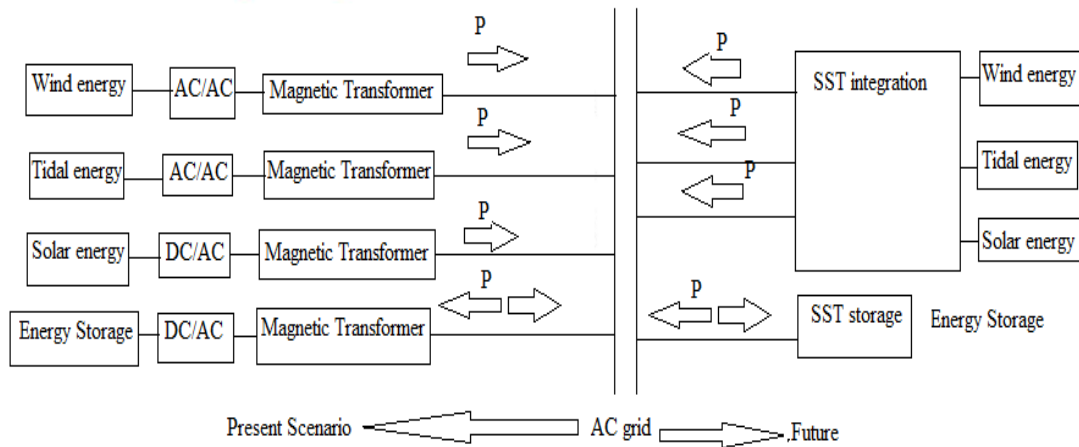 P
Wind energy
AC/AC
Magnetic Transformer
P
Tidal energy
AC/AC
Magnetic Transformer
P
Solar energy
DC/AC
Magnetic Transformer
P
Energy Storage
DC/AC
Magnetic Transformer
P
SST integration
Wind energy
P
P
Tidal energy
Solar energy
P
SST storage
Energy Storage
Present Scenario
AC grid
,Future